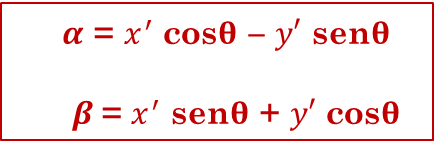 α = x′ cosθ – y′ senθ
β = x′ senθ + y′ cosθ